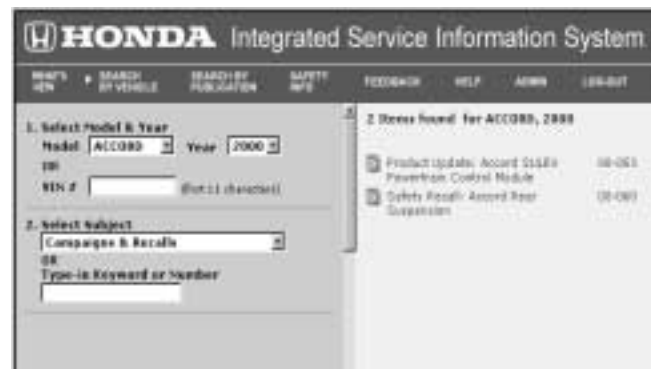 HONDA Integrated Service Information System
WHAT'S NEW
SEARCH BY VEHICLE
SEARCH BY PUBLICATION
SAFETY INFO
FEEDBACK
HELP
ADMIN
LOG-OUT
1. Select Model & Year
Model ACCORD Year 2000
OR
VIN # (first 11 characters)
2. Select Subject
Campaigns & Recalls
OR
Type-in Keyword or Number
2 Items found for ACCORD, 2000
Product Update: Accord
Powertrain Control Module
Safety Recall: Accord Rear
Suspension